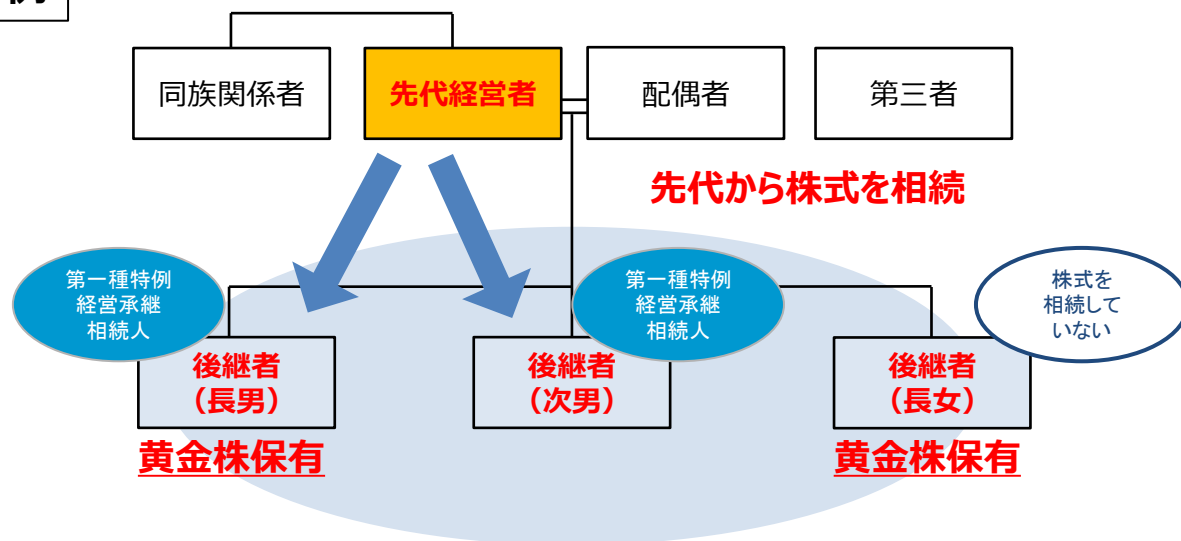 例
同族関係者
先代経営者
配偶者
第三者
先代から株式を相続
第一種特例
経営承継
相続人
第一種特例
経営承継
相続人
株式を
相続して
いない
後継者
（長男）
後継者
（次男）
後継者
（長女）
黄金株保有
黄金株保有